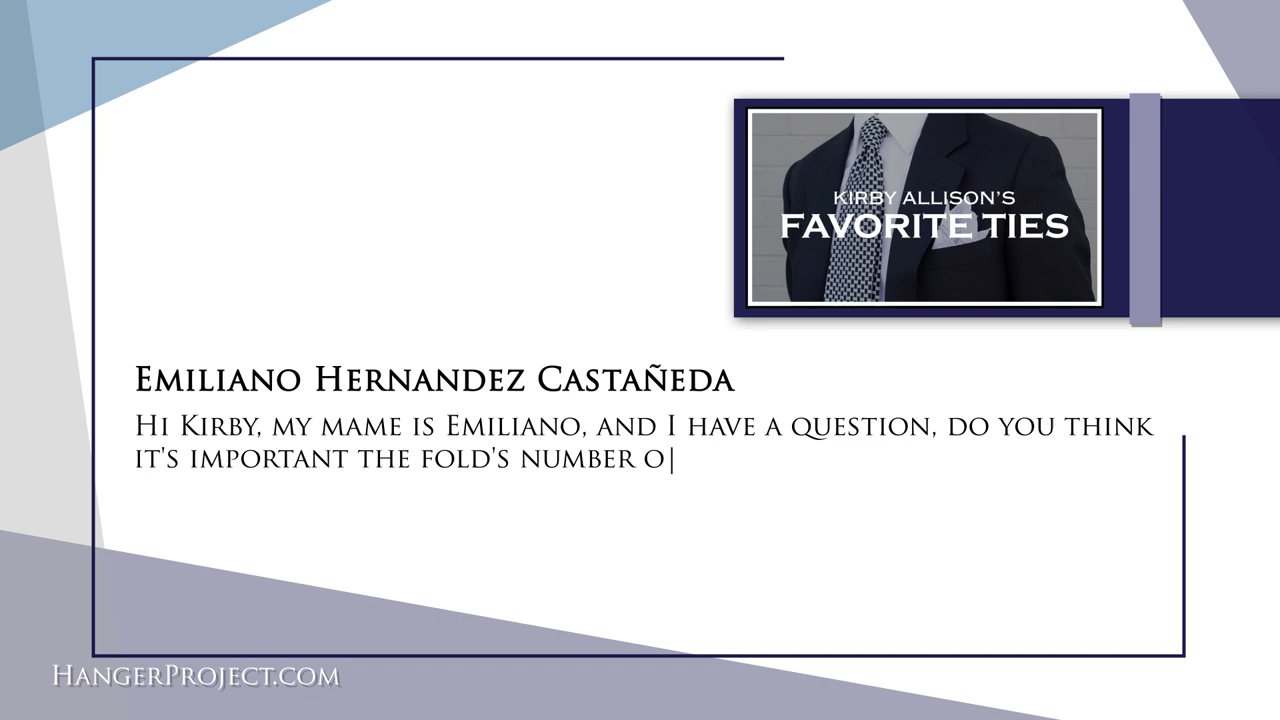 KIRBY ALLISON'S
FAVORITE TIES
Emiliano Hernandez Castañeda
Hi Kirby, my mame is Emiliano, and I have a question, do you think
it's important the fold's number o
HangerProject.com